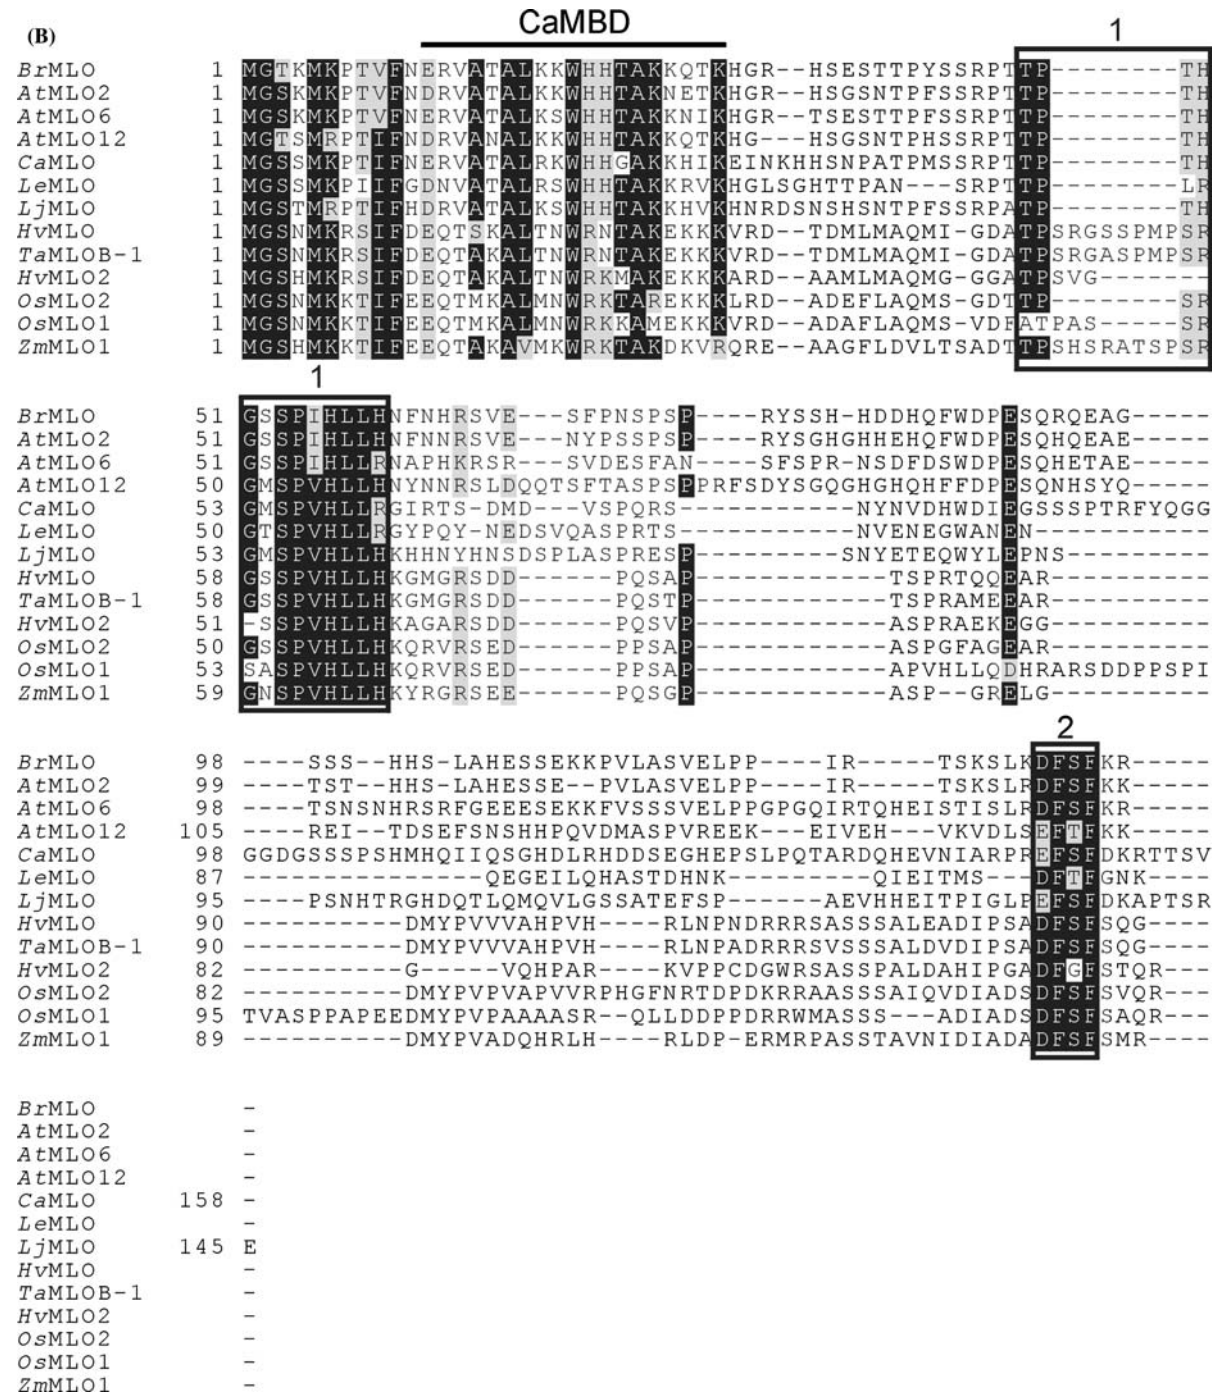 (B)
CaMBD
1
BrMLO 1 MGTKMKPTVFNERVATALKKWHHTAKKQTKHGR--HSESTTPYSSRPTTP--------TH
AtMLO2 1 MGSKMKPTVFNDRVATALKKWHHTAKNETKHGR--HSGSNTPFSSRPTTP--------TH
AtMLO6 1 MGSKMKPTVFNERVATALKSWHHTAKKNIKHGR--TSESTTPFSSRPTTP--------TH
AtMLO12 1 MGTSMRPTIFNDRVANALKNWHHTAKKQTKHG---HSGSNTPHSSRPTTP--------TH
CaMLO 1 MGSSMKPTIFNERVATALRKWHHGAKKHIKEINKHHSNPATPMSSRPTTP--------TH
LeMLO 1 MGSSMKPIIFGDNVATALRSWHHTAKKRVKHGLSGHTTPAN---SRPTTP--------LR
LjMLO 1 MGSTMRPTIFHDRVATALKSWHHTAKKHVKHNRDSNSHSNTPFSSRPATP--------TH
HvMLO 1 MGSNMKRSIFDEQTSKALTNWRNTAKEKKKVRD--TDMLMAQMI-GDATPSRGSSPMPSR
TaMLOB-1 1 MGSNMKRSIFDEQTAKALTNWRNTAKEKKKVRD--TDMLMAQMI-GDATPSRGASPMPSR
HvMLO2 1 MGSHMKRSIFDEQTAKALTNWRKMAKEKKKARD--AAMLMAQMG-GGATPSVG-------
OsMLO2 1 MGSNMKKTIFEEQTMKALMNWRKTAREKKKLRD--ADEFLAQMS-GDTTP--------SR
OsMLO1 1 MGSNMKKTIFEEQTMKALMNWRKKAMEKKKVRD--ADAFLAQMS-VDFATPAS-----SR
ZmMLO1 1 MGSHMKKTIFEEQTAKAVMKWRKTAKDKVRQRE--AAGFLDVLTSADTTPSHSRATSPSR
1
BrMLO 51 GSSPIHLLHNFNHRSVE---SFPNSPSP----RYSSH-HDDHQFWDPESQRQEAG-----
AtMLO2 51 GSSPIHLLHNFNNRSVE---NYPSSPSP----RYSGHGHHEHQFWDPESQHQEAE-----
AtMLO6 51 GSSPIHLLRNAPHKRSR---SVDESFAN----SFSPR-NSDFDSWDPESQHETAE-----
AtMLO12 50 GMSPVHLLHNYNNRSLDQQTSFTASPSPPRFSDYSGQGHGHQHFFDPESQNHSYQ-----
CaMLO 53 GMSPVHLLRGIRTS-DMD---VSPQRS-----------NYNVDHWDIEGSSSPTRFYQGG
LeMLO 50 GTSPVHLLRGYPQY-NEDSVQASPRTS-----------NVENEGWANEN-----------
LjMLO 53 GMSPVHLLHKHHNYHNSDSPLASPRESP---------SNYETEQWYLEPNS---------
HvMLO 58 GSSPVHLLHKGMGRSDD------PQSAP------------TSPRTQQEAR----------
TaMLOB-1 58 GSSPVHLLHKGMGRSDD------PQSTP------------TSPRAMEEAR----------
HvMLO2 51 -SSPVHLLHKAGARSDD------PQSVP------------ASPRAEKEGG----------
OsMLO2 50 GSSPVHLLHKQRVRSED------PPSAP------------ASPGFAGEAR----------
OsMLO1 53 SASPVHLLHKQRVRSED------PPSAP------------APVHLLQDHRARSDDPPSPI
ZmMLO1 59 GNSPVHLLHKYRGRSEE------PQSGP------------ASP--GRELG----------
2
BrMLO 98 ----SSS--HHS-LAHESSEKKPVLASVELPP----IR-----TSKSLKDFSFKR-----
AtMLO2 99 ----TST--HHS-LAHESSE--PVLASVELPP----IR-----TSKSLRDFSFKK-----
AtMLO6 98 ----TSNSNHRSRFGEEESEKKFVSSSVELPPGPGQIRTQHEISTISLRDFSFKR-----
AtMLO12 105 ----REI--TDSEFSNSHHPQVDMASPVREEK---EIVEH---VKVDLSEFTFKK-----
CaMLO 98 GGDGSSSPSHMHQIIQSGHDLRHDDSEGHEPSLPQTARDQHEVNIARPREFSFDKRTTSV
LeMLO 87 ---------------QEGEILQHASTDHNK---------QIEITMS---DFTFGNK----
LjMLO 95 ----PSNHTRGHDQTLQMQVLGSSATEFSP------AEVHHEITPIGLPEFSFDKAPTSR
HvMLO 90 ----------DMYPVVVAHPVH----RLNPNDRRRSASSSALEADIPSADFSFSQG----
TaMLOB-1 90 ----------DMYPVVVAHPVH----RLNPADRRRSVSSSALDVDIPSADFSFSQG----
HvMLO2 82 ----------G-----VQHPAR----KVPPCDGWRSASSPALDAHIPGADFGFSTQR---
OsMLO2 82 ----------DMYPVPVAPVVRPHGFNRTDPDKRRAASSSAIQVDIADSDFSFSVQR---
OsMLO1 95 TVASPPAPEEDMYPVPAAAASR--QLLDDPPDRRWMASSS---ADIADSDFSFSAQR---
ZmMLO1 89 ----------DMYPVADQHRLH----RLDP-ERMRPASSTAVNIDIADADFSFSMR----
BrMLO -
AtMLO2 -
AtMLO6 -
AtMLO12 -
CaMLO 158 -
LeMLO -
LjMLO 145 E
HvMLO -
TaMLOB-1 -
HvMLO2 -
OsMLO2 -
OsMLO1 -
ZmMLO1 -